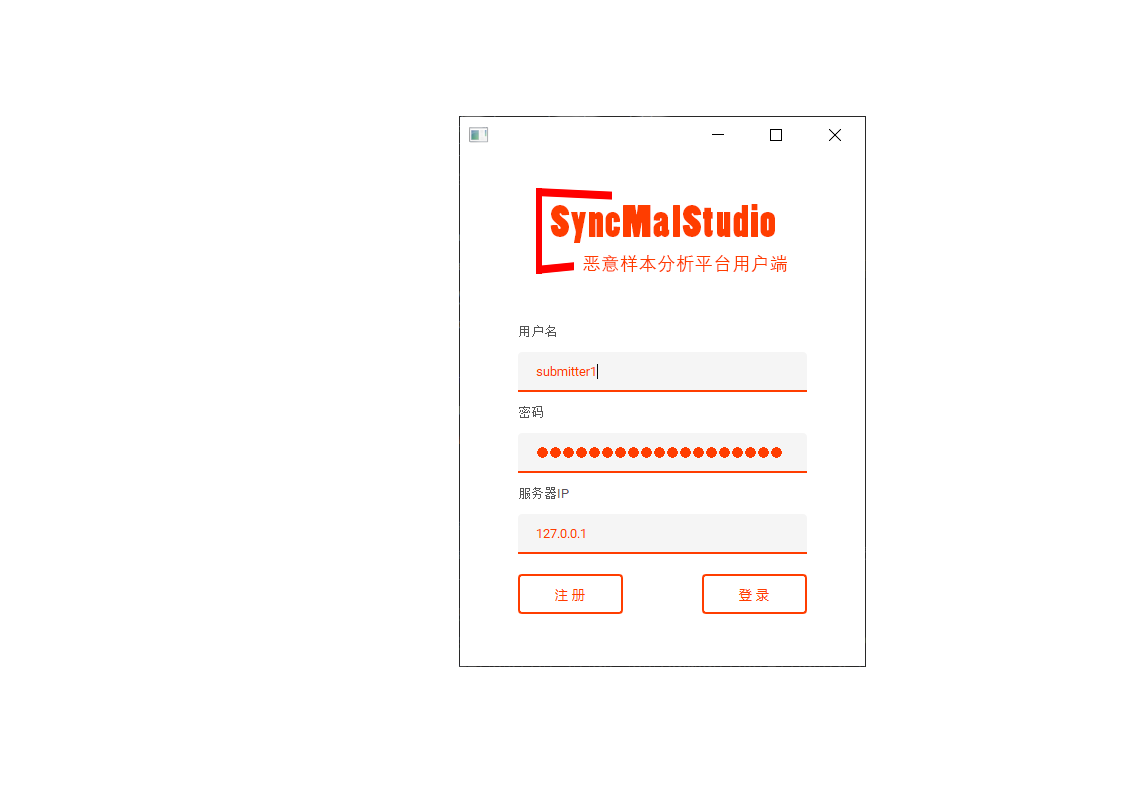 SyncMalStudio
恶意样本分析平台用户端
用户名
submitter1
密码
服务器IP
127.0.0.1
注册 登录